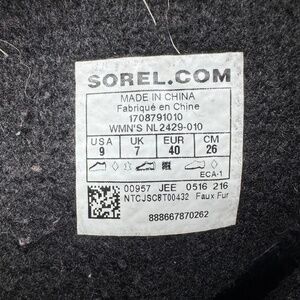 SOREL.COM
MADE IN CHINA
Fabriqué en Chine
1708791010
WMN'S NL2429-010
USA UK EUR CM
9 7 40 26
ECA-1
00957 JEE 0516 216
NTCJSC8T00432 Faux Fur
888667870262